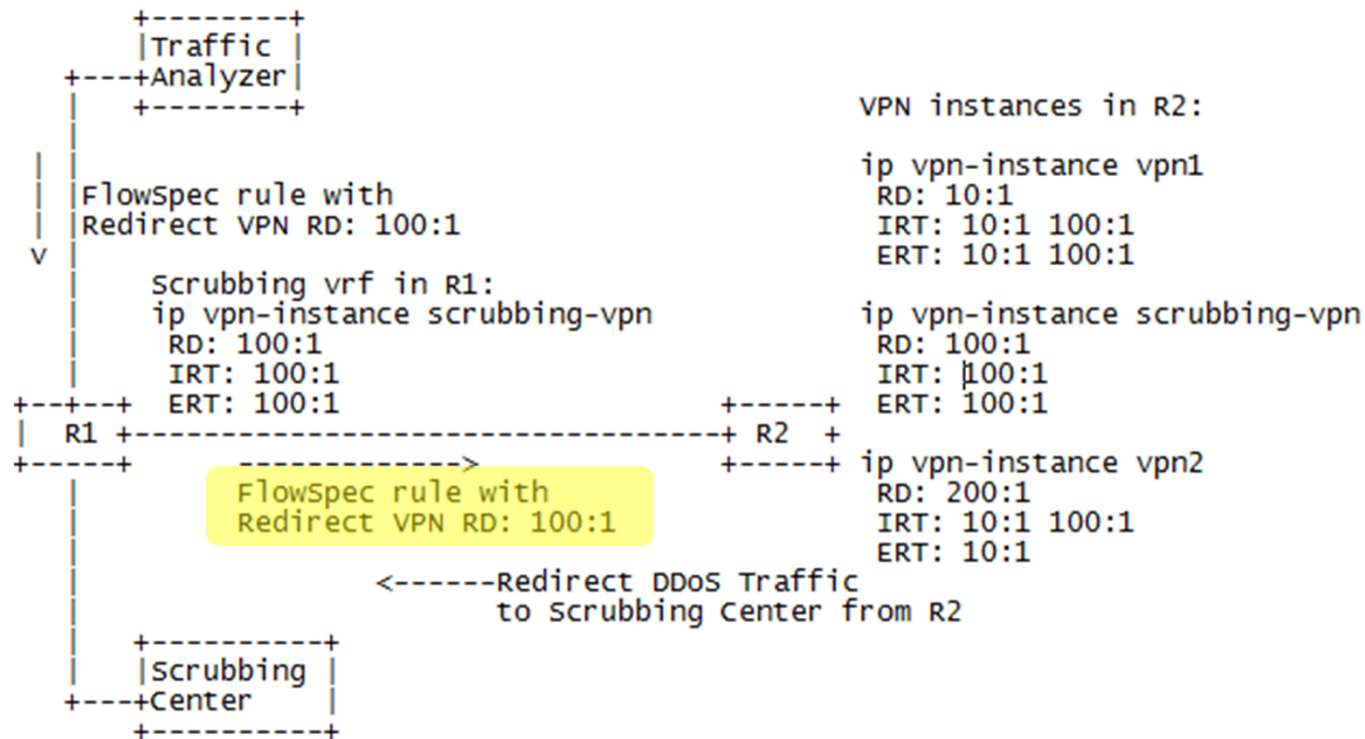 Traffic
Analyzer
VPN instances in R2:
ip vpn-instance vpn1
RD: 10:1
IRT: 10:1 100:1
ERT: 10:1 100:1
FlowSpec rule with
Redirect VPN RD: 100:1
Scrubbing vrf in R1:
ip vpn-instance scrubbing-vpn
RD: 100:1
IRT: 100:1
ERT: 100:1
ip vpn-instance scrubbing-vpn
RD: 100:1
IRT: 100:1
ERT: 100:1
R1
R2
FlowSpec rule with
Redirect VPN RD: 100:1
ip vpn-instance vpn2
RD: 200:1
IRT: 10:1 100:1
ERT: 10:1
Redirect DDoS Traffic
to Scrubbing Center from R2
Scrubbing
Center